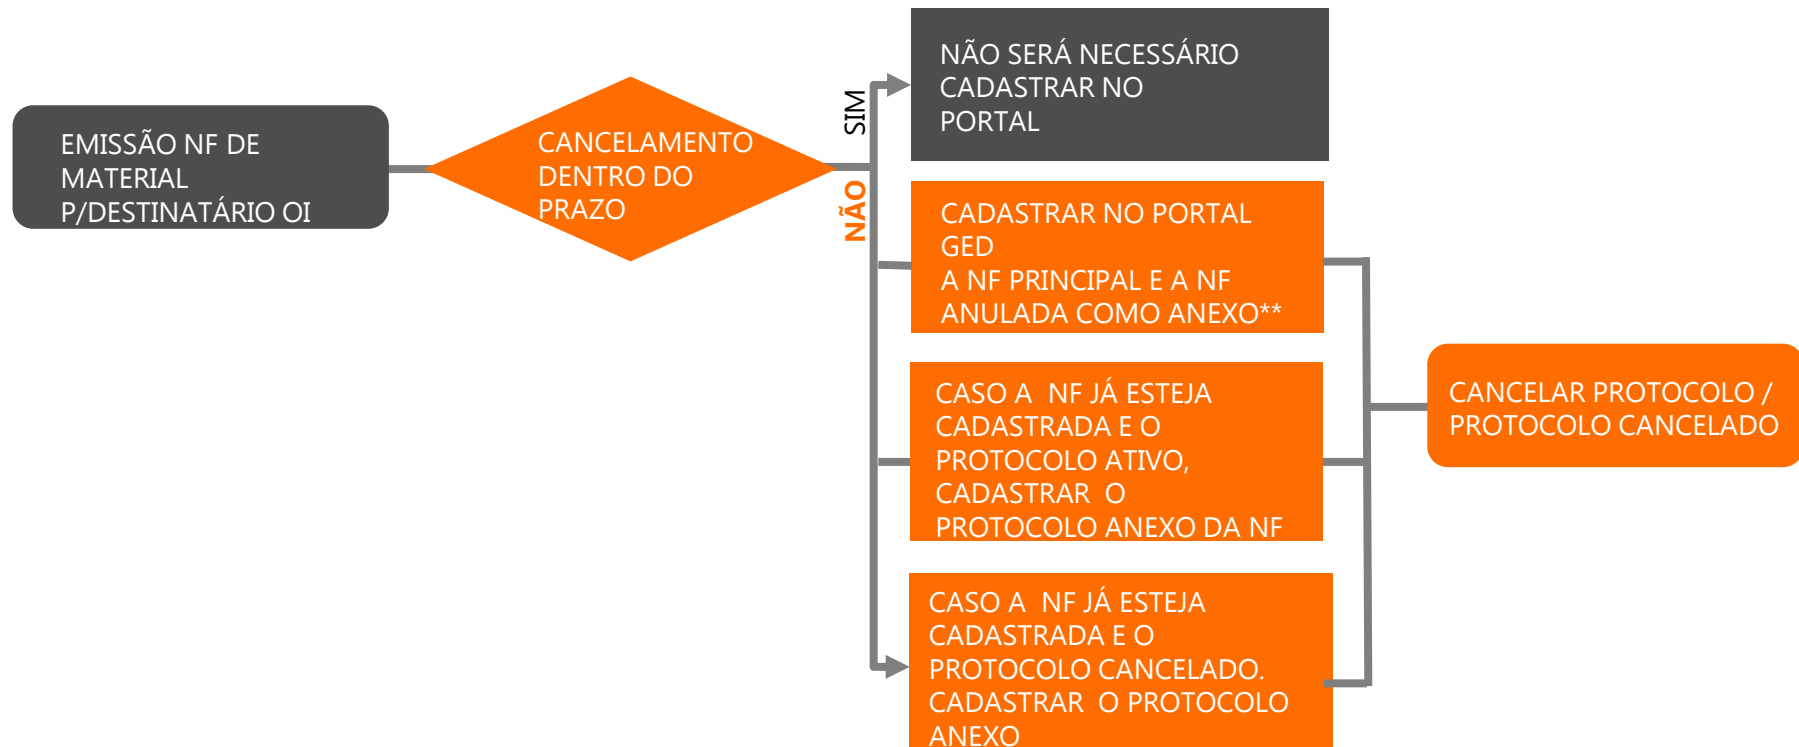 EMISSÃO NF DE
MATERIAL
P/DESTINATÁRIO OI
CANCELAMENTO
DENTRO DO
PRAZO
SIM
NÃO
NÃO SERÁ NECESSÁRIO
CADASTRAR NO
PORTAL
CADASTRAR NO PORTAL
GED
A NF PRINCIPAL E A NF
ANULADA COMO ANEXO**
CASO A NF JÁ ESTEJA
CADASTRADA E O
PROTOCOLO ATIVO,
CADASTRAR O
PROTOCOLO ANEXO DA NF
CASO A NF JÁ ESTEJA
CADASTRADA E O
PROTOCOLO CANCELADO.
CADASTRAR O PROTOCOLO
ANEXO
CANCELAR PROTOCOLO /
PROTOCOLO CANCELADO